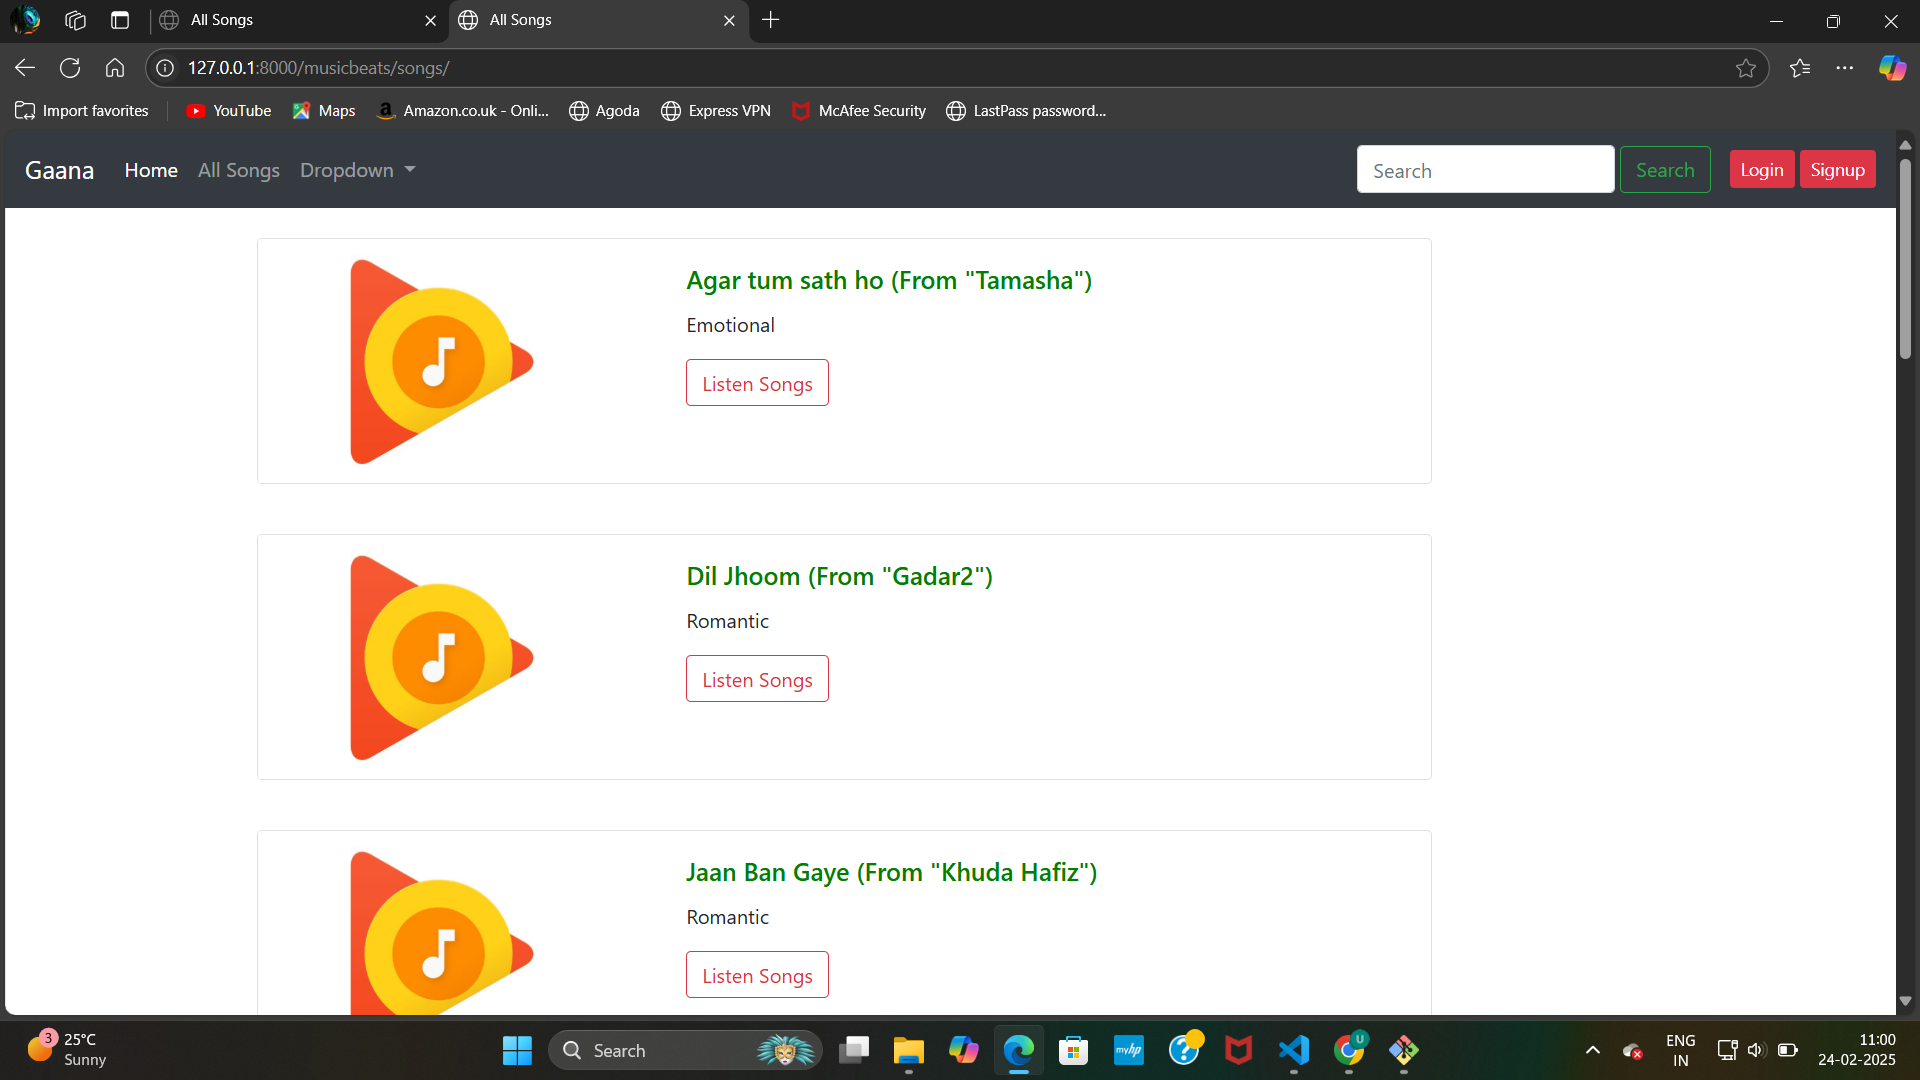 All Songs
All Songs
127.0.0.1:8000/musicbeats/songs/
Import favorites
YouTube
Maps
Amazon.co.uk - Onli...
Agoda
Express VPN
McAfee Security
LastPass password...
Gaana
Home
All Songs
Dropdown
Search
Search
Login
Signup
Agar tum sath ho (From "Tamasha")
Emotional
Listen Songs
Dil Jhoom (From "Gadar2")
Romantic
Listen Songs
Jaan Ban Gaye (From "Khuda Hafiz")
Romantic
Listen Songs
3
25°C
Sunny
Search
myhp
U
ENG
IN
11:00
24-02-2025